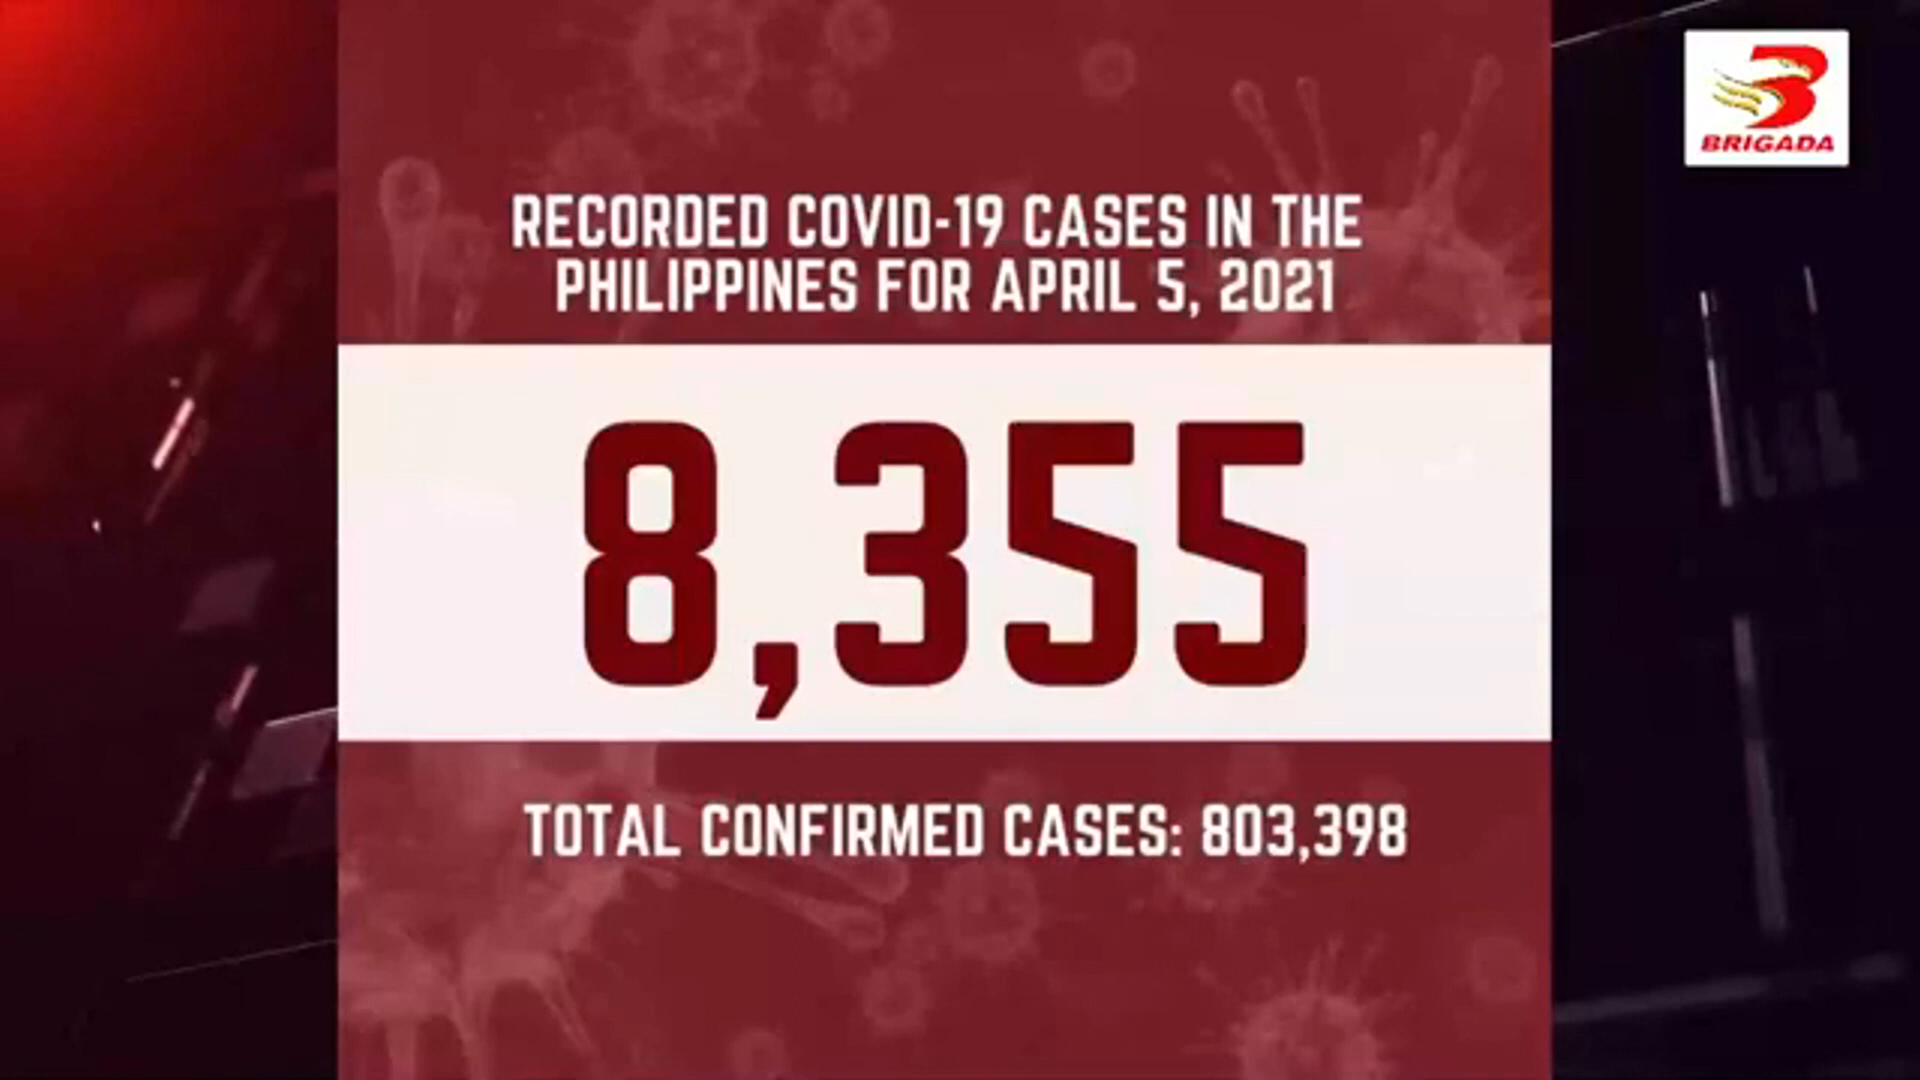 BRIGADA
RECORDED COVID-19 CASES IN THE
PHILIPPINES FOR APRIL 5, 2021
8,355
TOTAL CONFIRMED CASES: 803,398